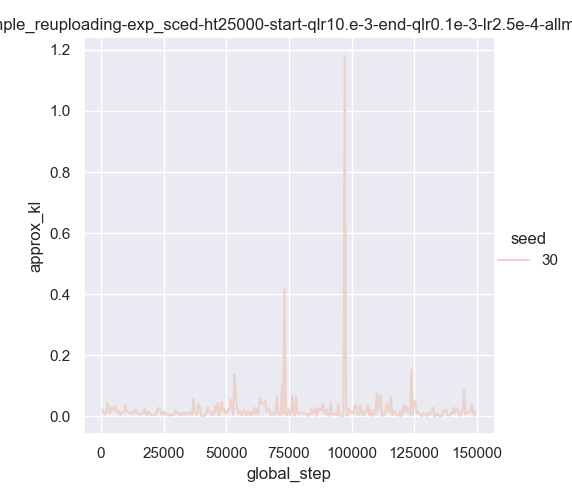 nple_reuploading-exp_sced-ht25000-start-qlr10.e-3-end-qlr0.1e-3-lr2.5e-4-allm
1.2
1.0
0.8
0.6
0.4
0.2
0.0
approx_kl
0 25000 50000 75000 100000 125000 150000
global_step
seed
30